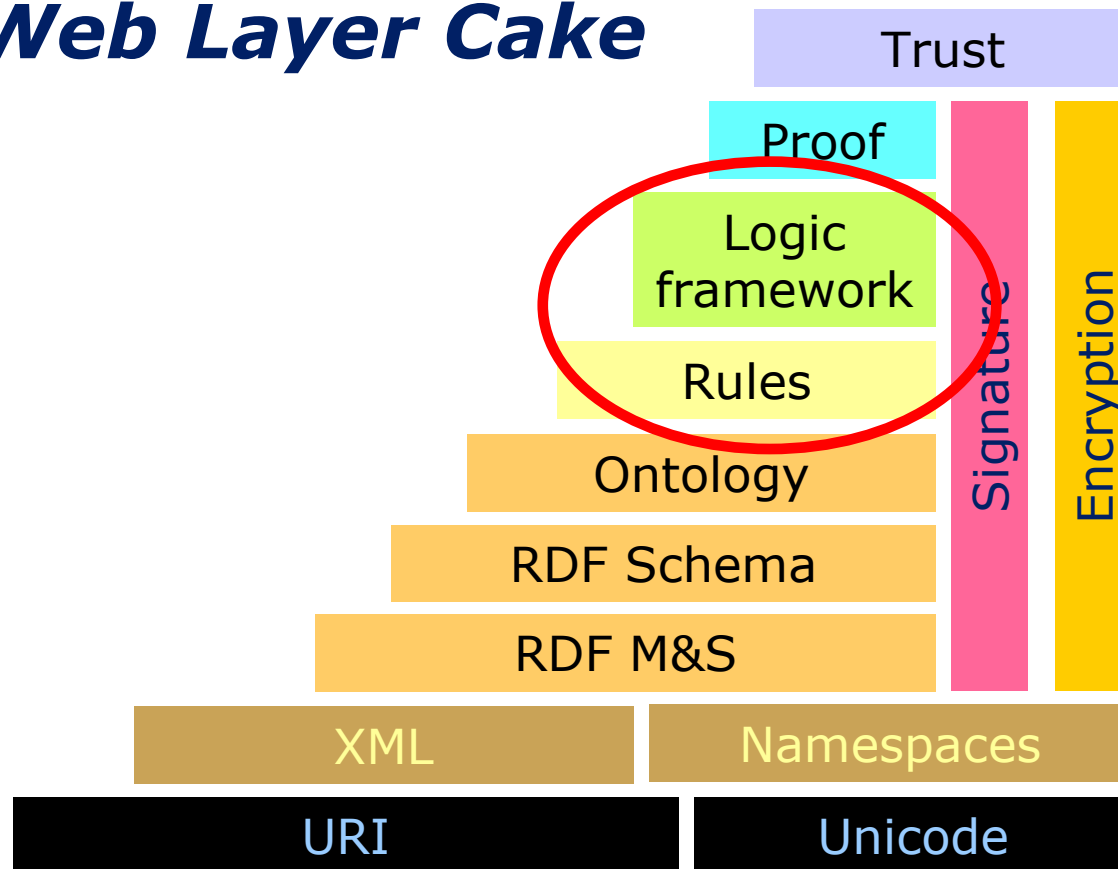 Web Layer Cake
Trust
Proof
Logic
framework
Rules
Signature
Encryption
Ontology
RDF Schema
RDF M&S
XML
Namespaces
URI
Unicode